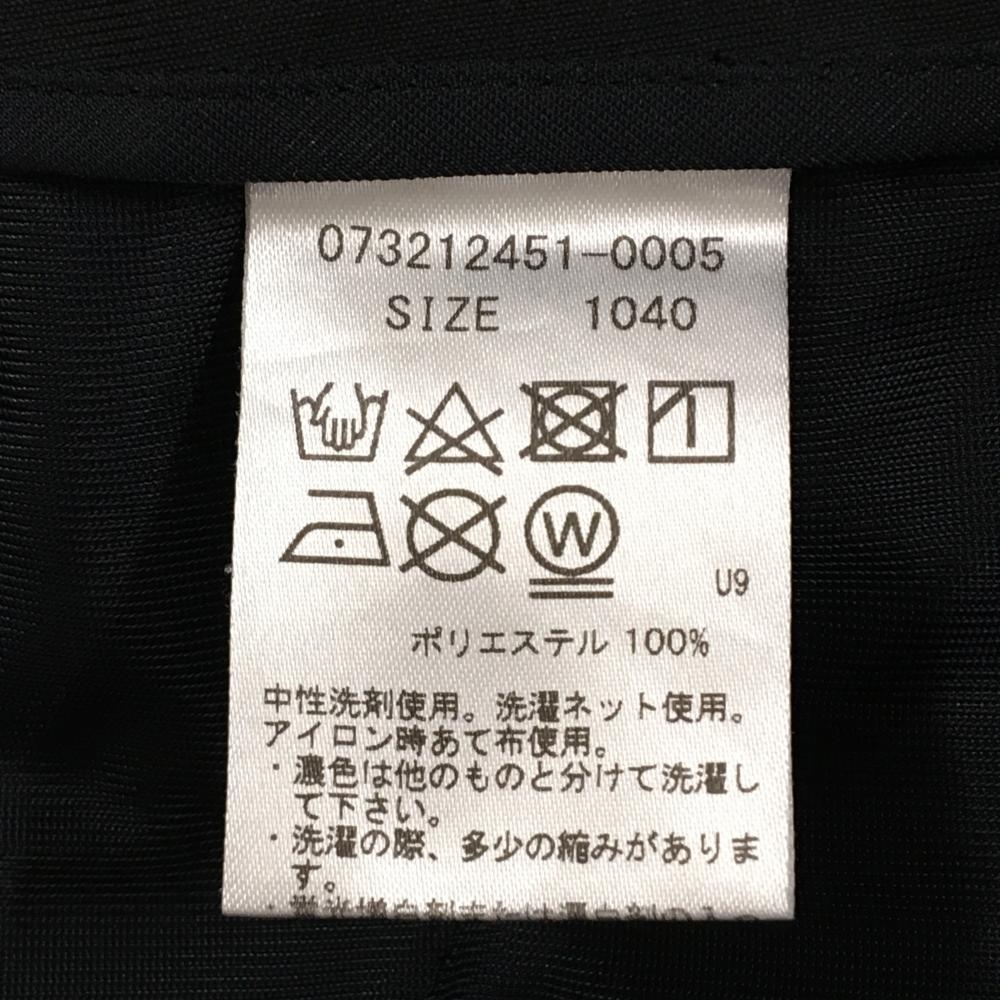 073212451-0005
SIZE 1040
W
U9
ポリエステル 100%
中性洗剤使用。洗濯ネット使用。
アイロン時あて布使用。
・濃色は他のものと分けて洗濯し
て下さい。
・洗濯の際、多少の縮みがありま
す。